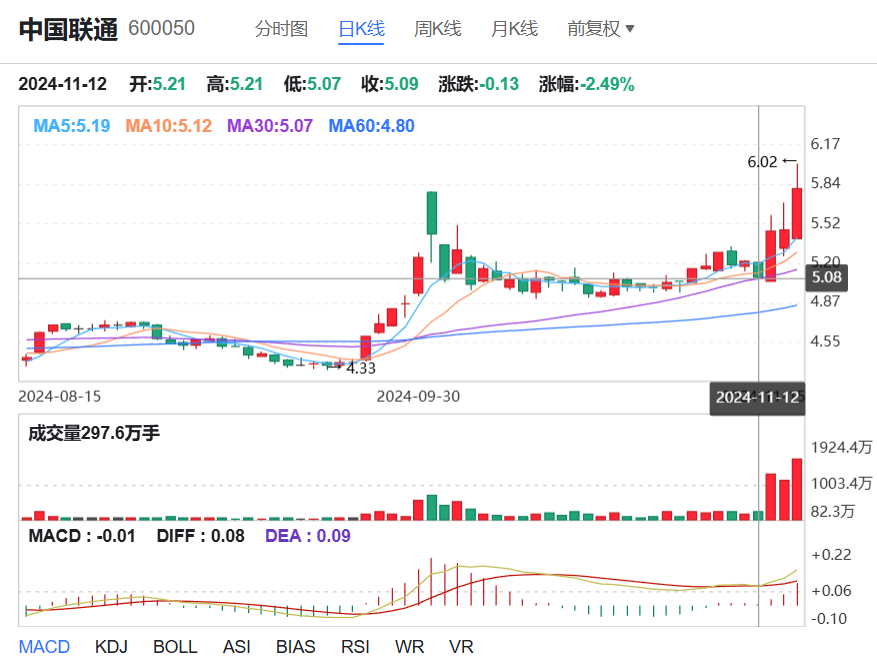 中国联通 600050 分时图 日K线 周K线 月K线 前复权▼
2024-11-12 开:5.21 高:5.21 低:5.07 收:5.09 涨跌:-0.13 涨幅:-2.49%
MA5:5.19 MA10:5.12 MA30:5.07 MA60:4.80
6.17
6.02
5.84
5.52
5.20
5.08
4.87
4.55
4.33
2024-08-15 2024-09-30 2024-11-12
成交量297.6万手
1924.4万
1003.4万
82.3万
MACD : -0.01 DIFF : 0.08 DEA : 0.09
+0.22
+0.06
-0.10
MACD KDJ BOLL ASI BIAS RSI WR VR